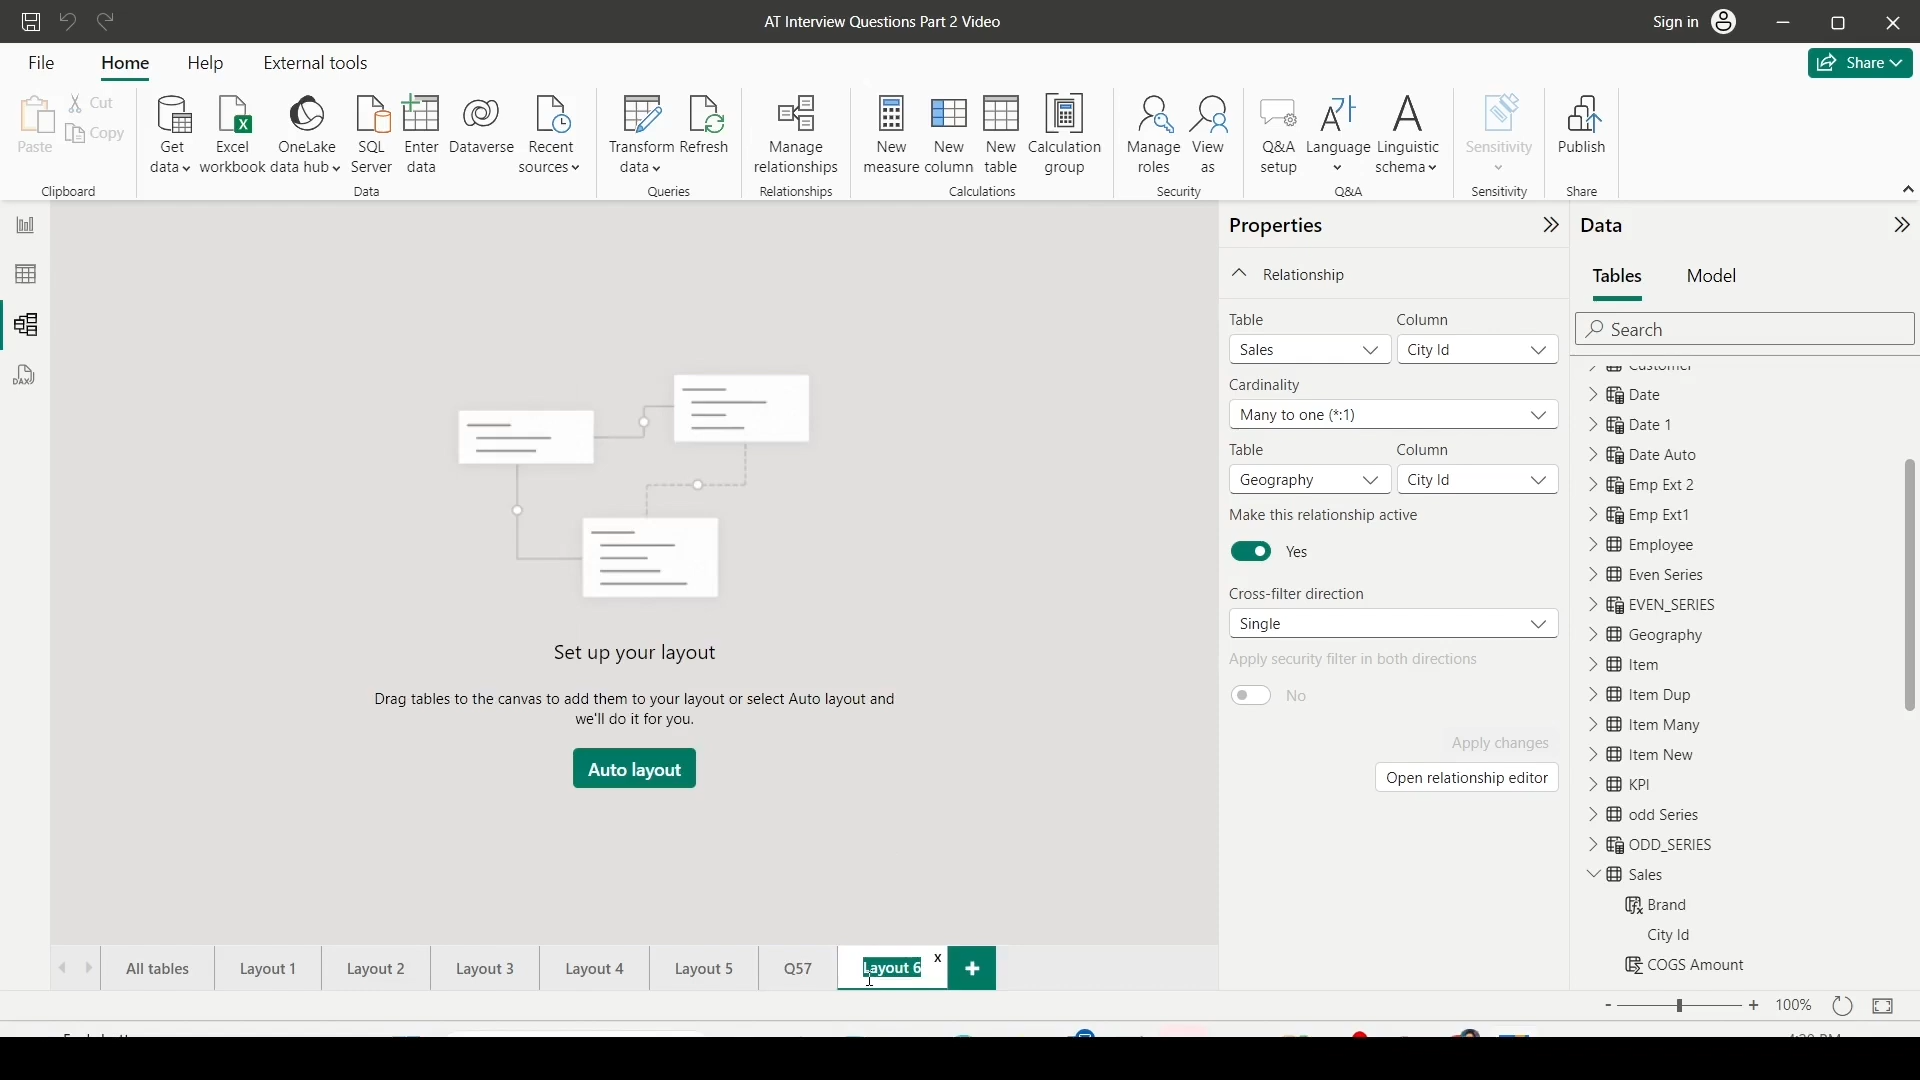 AT Interview Questions Part 2 Video
Sign in
File
Home
Help
External tools
Share
Paste
Cut
Copy
Clipboard
Get
data
Excel
workbook
OneLake
data hub
SQL
Server
Enter
data
Dataverse
Recent
sources
Data
Transform
data
Refresh
Queries
Manage
relationships
Relationships
New
measure
New
column
New
table
Calculation
group
Calculations
Manage
roles
View
as
Security
Q&A
setup
Language
Linguistic
schema
Q&A
Sensitivity
Sensitivity
Publish
Share
DAX
Set up your layout
Drag tables to the canvas to add them to your layout or select Auto layout and
we'll do it for you.
Auto layout
Properties
Relationship
Table
Column
Sales
City Id
Cardinality
Many to one (*:1)
Table
Column
Geography
City Id
Make this relationship active
Yes
Cross-filter direction
Single
Apply security filter in both directions
No
Apply changes
Open relationship editor
Data
Tables
Model
Search
Customer
Date
Date 1
Date Auto
Emp Ext 2
Emp Ext1
Employee
Even Series
EVEN_SERIES
Geography
Item
Item Dup
Item Many
Item New
KPI
odd Series
ODD_SERIES
Sales
Brand
City Id
COGS Amount
All tables
Layout 1
Layout 2
Layout 3
Layout 4
Layout 5
Q57
Layout 6
x
100%